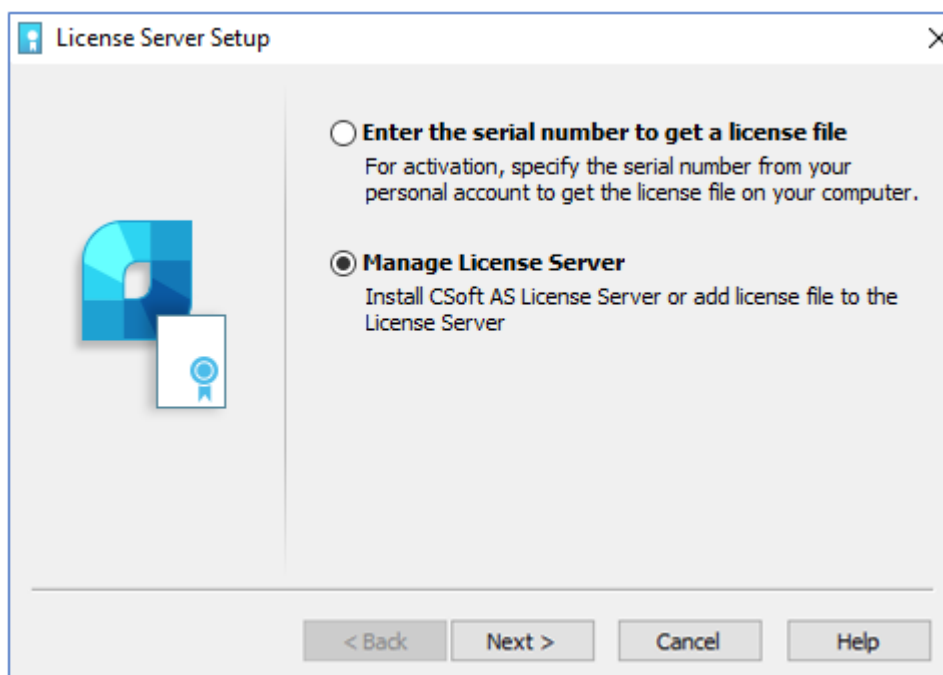 License Server Setup
Enter the serial number to get a license file
For activation, specify the serial number from your
personal account to get the license file on your computer.
Manage License Server
Install CSoft AS License Server or add license file to the
License Server
< Back Next > Cancel Help